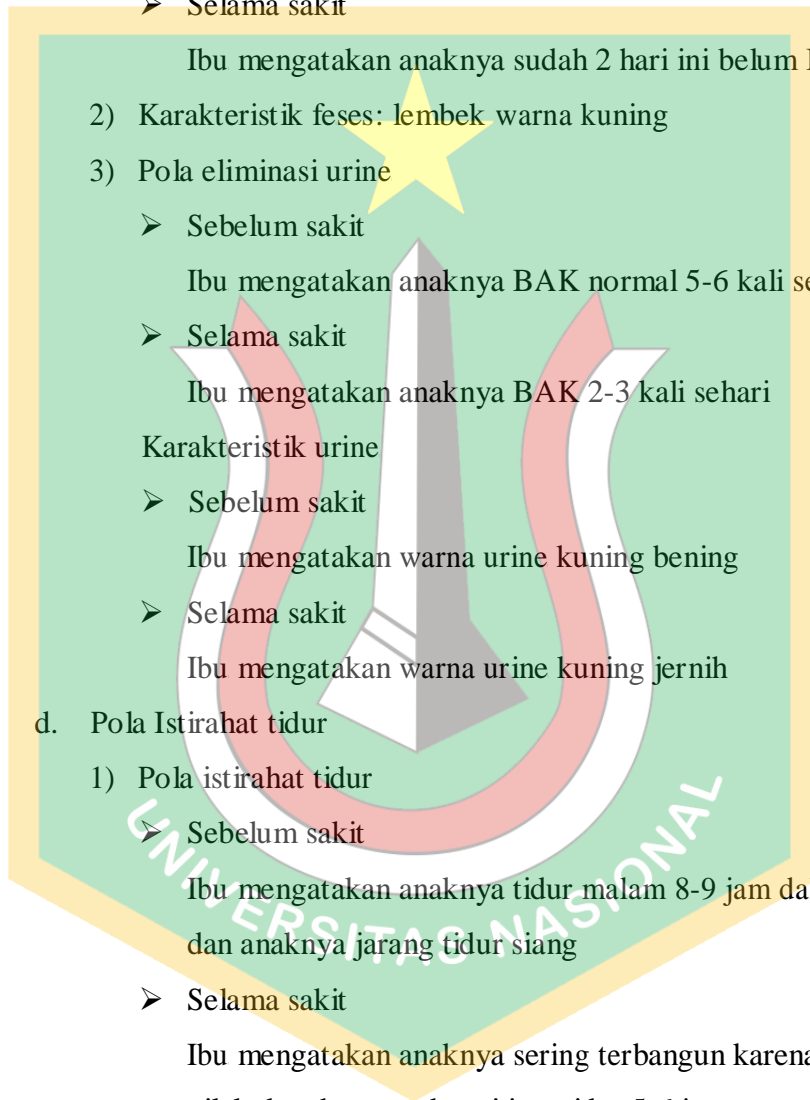 ➢ Selama sakit
Ibu mengatakan anaknya sudah 2 hari ini belum
2) Karakteristik feses: lembek warna kuning
3) Pola eliminasi urine
➢ Sebelum sakit
Ibu mengatakan anaknya BAK normal 5-6 kali
➢ Selama sakit
Ibu mengatakan anaknya BAK 2-3 kali sehari
Karakteristik urine
➢ Sebelum sakit
Ibu mengatakan warna urine kuning bening
➢ Selama sakit
Ibu mengatakan warna urine kuning jernih
d. Pola Istirahat tidur
1) Pola istirahat tidur
➢ Sebelum sakit
Ibu mengatakan anaknya tidur malam 8-9 jam
dan anaknya jarang tidur siang
➢ Selama sakit
Ibu mengatakan anaknya sering terbangun karena
UNIVERSITAS NASIONAL